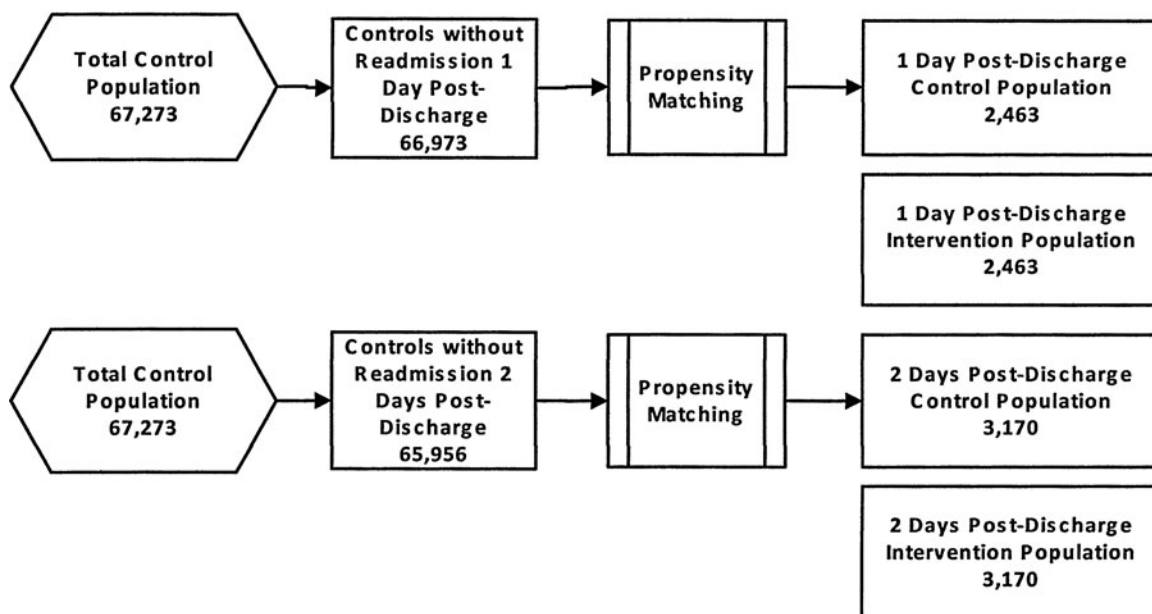 Total Control
Population
67,273
Controls without
Readmission 1
Day Post-
Discharge
66,973
Propensity
Matching
1 Day Post-Discharge
Control Population
2,463
1 Day Post-Discharge
Intervention Population
2,463
Total Control
Population
67,273
Controls without
Readmission 2
Days Post-
Discharge
65,956
Propensity
Matching
2 Days Post-Discharge
Control Population
3,170
2 Days Post-Discharge
Intervention Population
3,170